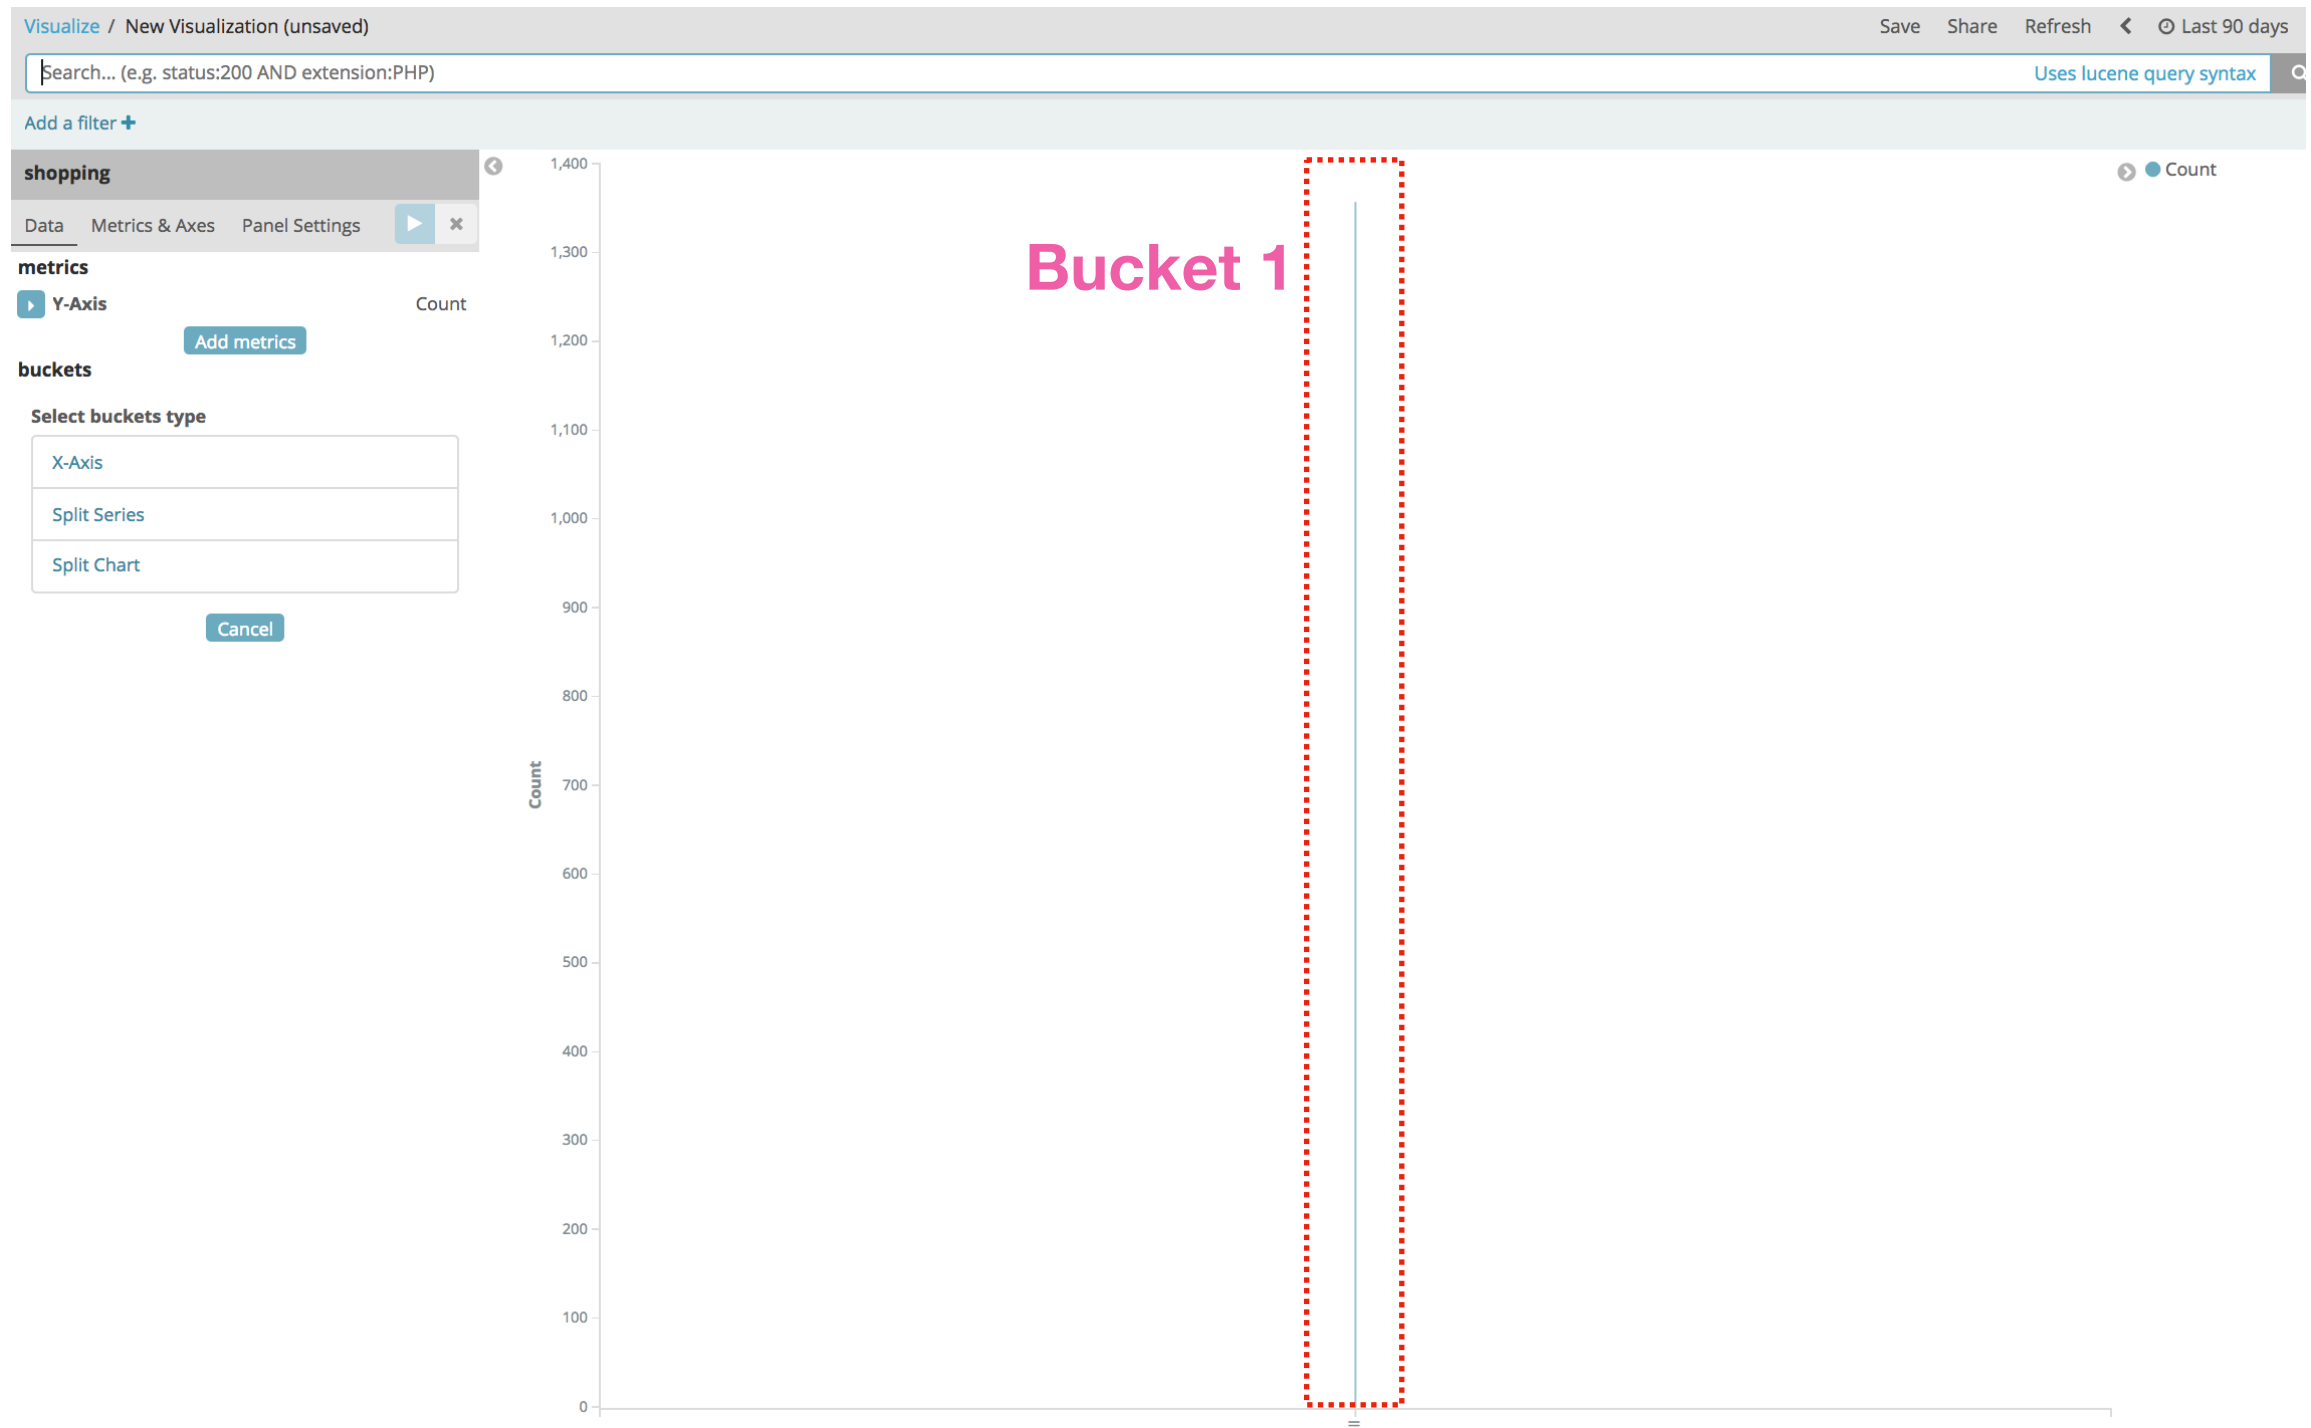 Visualize / New Visualization (unsaved)
Save Share Refresh Last 90 days
Search... (e.g. status:200 AND extension:PHP)
Uses lucene query syntax
Add a filter
shopping
Data Metrics & Axes Panel Settings
metrics
Y-Axis Count
Add metrics
buckets
Select buckets type
X-Axis
Split Series
Split Chart
Cancel
Bucket 1
Count
1,400
1,300
1,200
1,100
1,000
900
800
700
600
500
400
300
200
100
0
Count